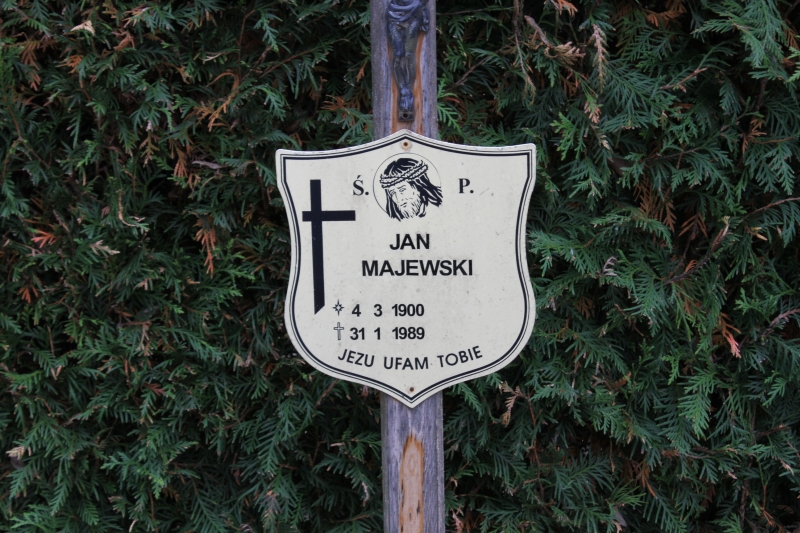 Ś. P.
JAN
MAJEWSKI
4 3 1900
31 1 1989
JEZU UFAM TOBIE